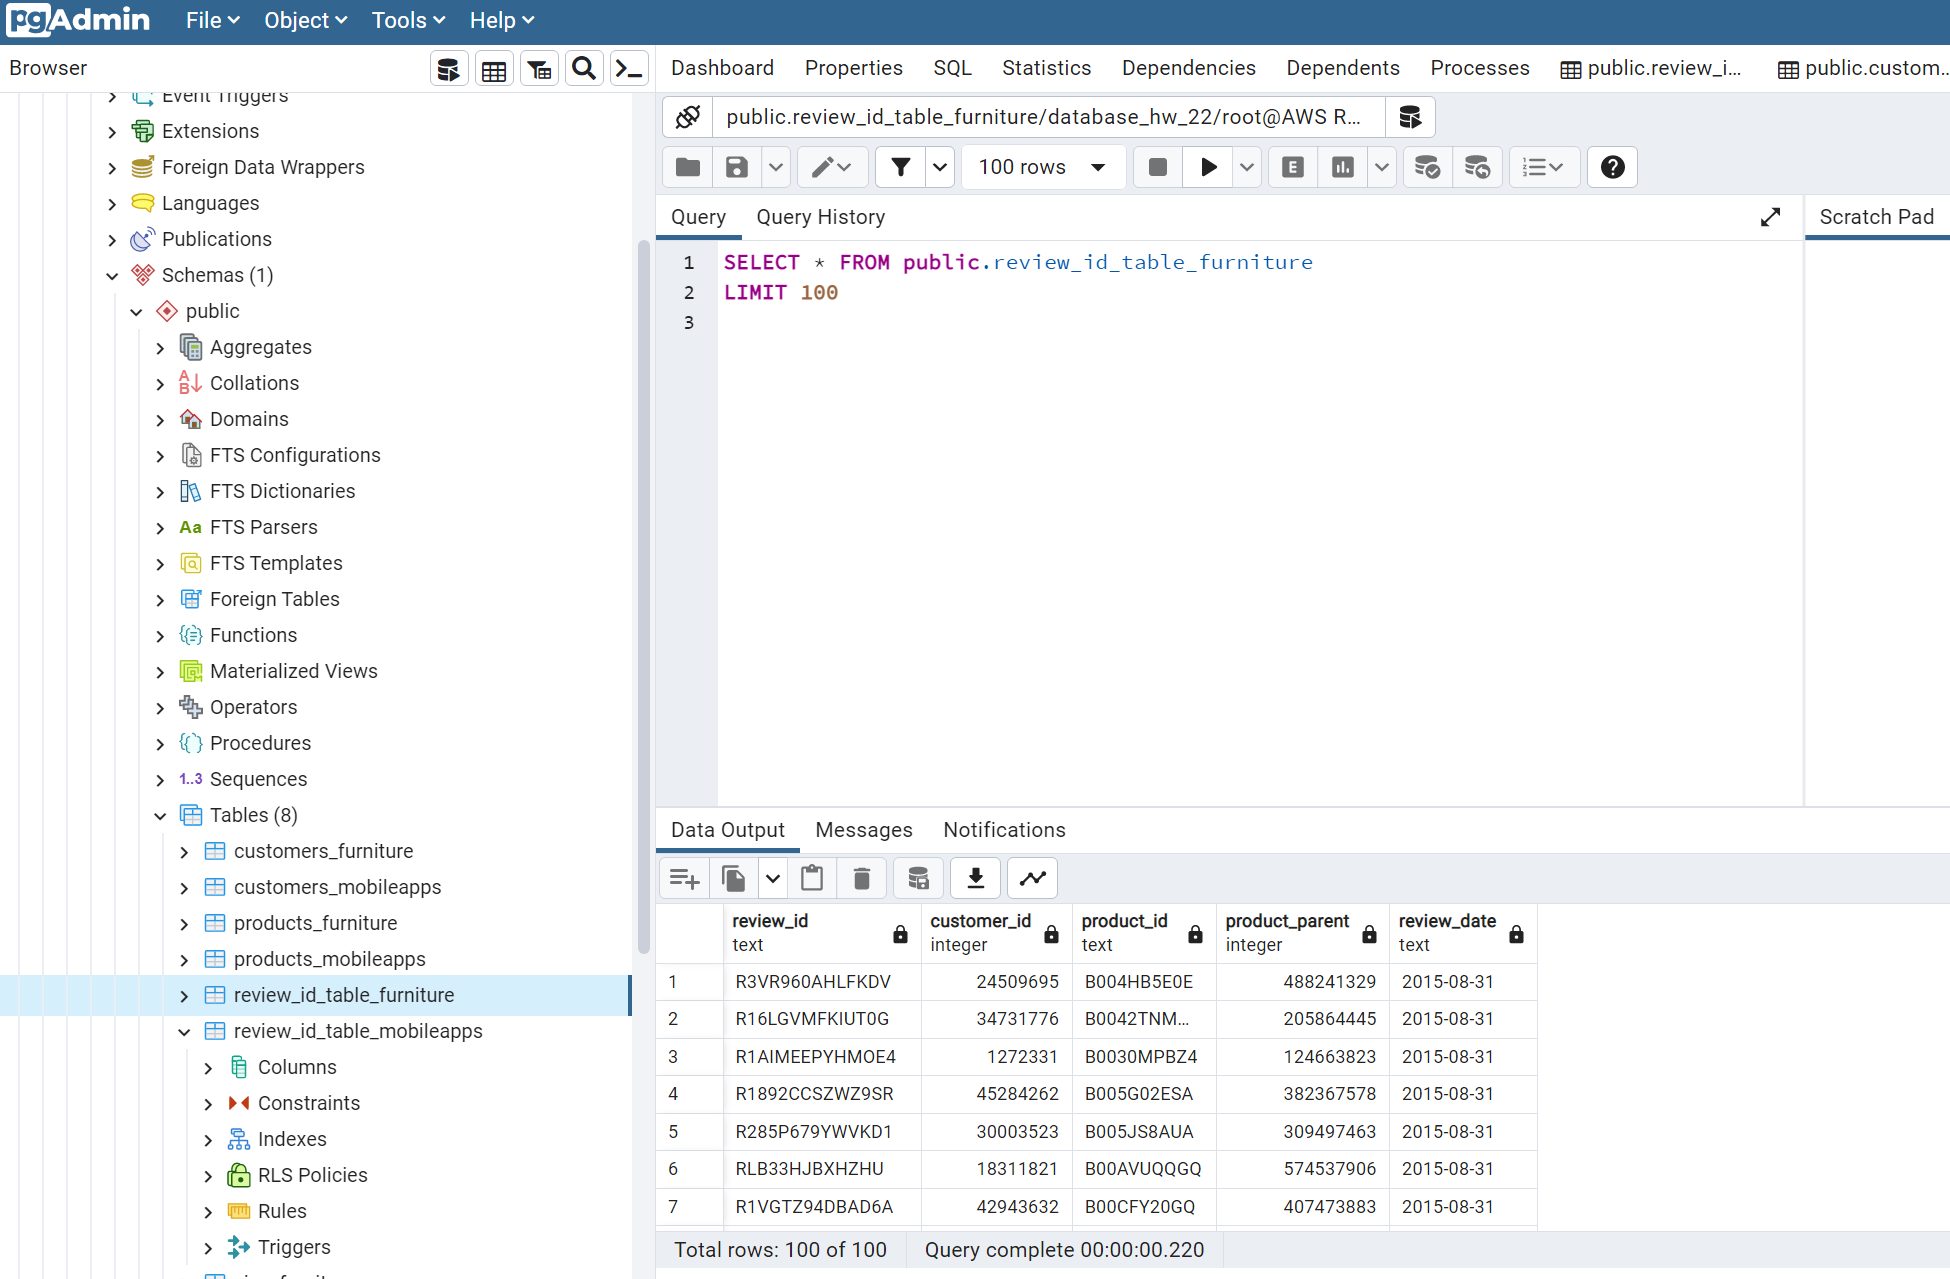 pgAdmin File Object Tools Help
Browser
Dashboard Properties SQL Statistics Dependencies Dependents Processes public.review_i... public.custom...
Event Triggers
Extensions
Foreign Data Wrappers
Languages
Publications
Schemas (1)
public
Aggregates
Collations
Domains
FTS Configurations
FTS Dictionaries
Aa FTS Parsers
FTS Templates
Foreign Tables
Functions
Materialized Views
Operators
Procedures
1..3 Sequences
Tables (8)
customers_furniture
customers_mobileapps
products_furniture
products_mobileapps
review_id_table_furniture
review_id_table_mobileapps
Columns
Constraints
Indexes
RLS Policies
Rules
Triggers
public.review_id_table_furniture/database_hw_22/root@AWS R...
100 rows
Query Query History
Scratch Pad
1 SELECT * FROM public.review_id_table_furniture
2 LIMIT 100
3
Data Output Messages Notifications
review_id customer_id product_id product_parent review_date
text integer text integer text
1 R3VR960AHLFKDV 24509695 B004HB5E0E 488241329 2015-08-31
2 R16LGVMFKIUT0G 34731776 B0042TNM... 205864445 2015-08-31
3 R1AIMEEPYHMOE4 1272331 B0030MPBZ4 124663823 2015-08-31
4 R1892CCSZWZ9SR 45284262 B005G02ESA 382367578 2015-08-31
5 R285P679YWVKD1 30003523 B005JS8AUA 309497463 2015-08-31
6 RLB33HJBXHZHU 18311821 B00AVUQQGQ 574537906 2015-08-31
7 R1VGTZ94DBAD6A 42943632 B00CFY20GQ 407473883 2015-08-31
Total rows: 100 of 100 Query complete 00:00:00.220